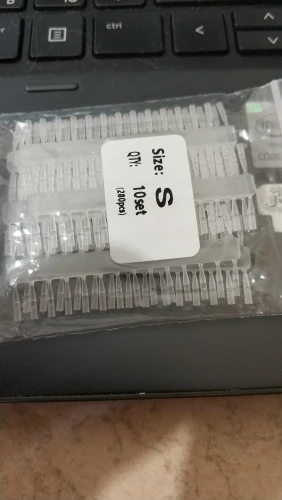 Size: S
QTY: 10set
(280pcs)
ctrl
<